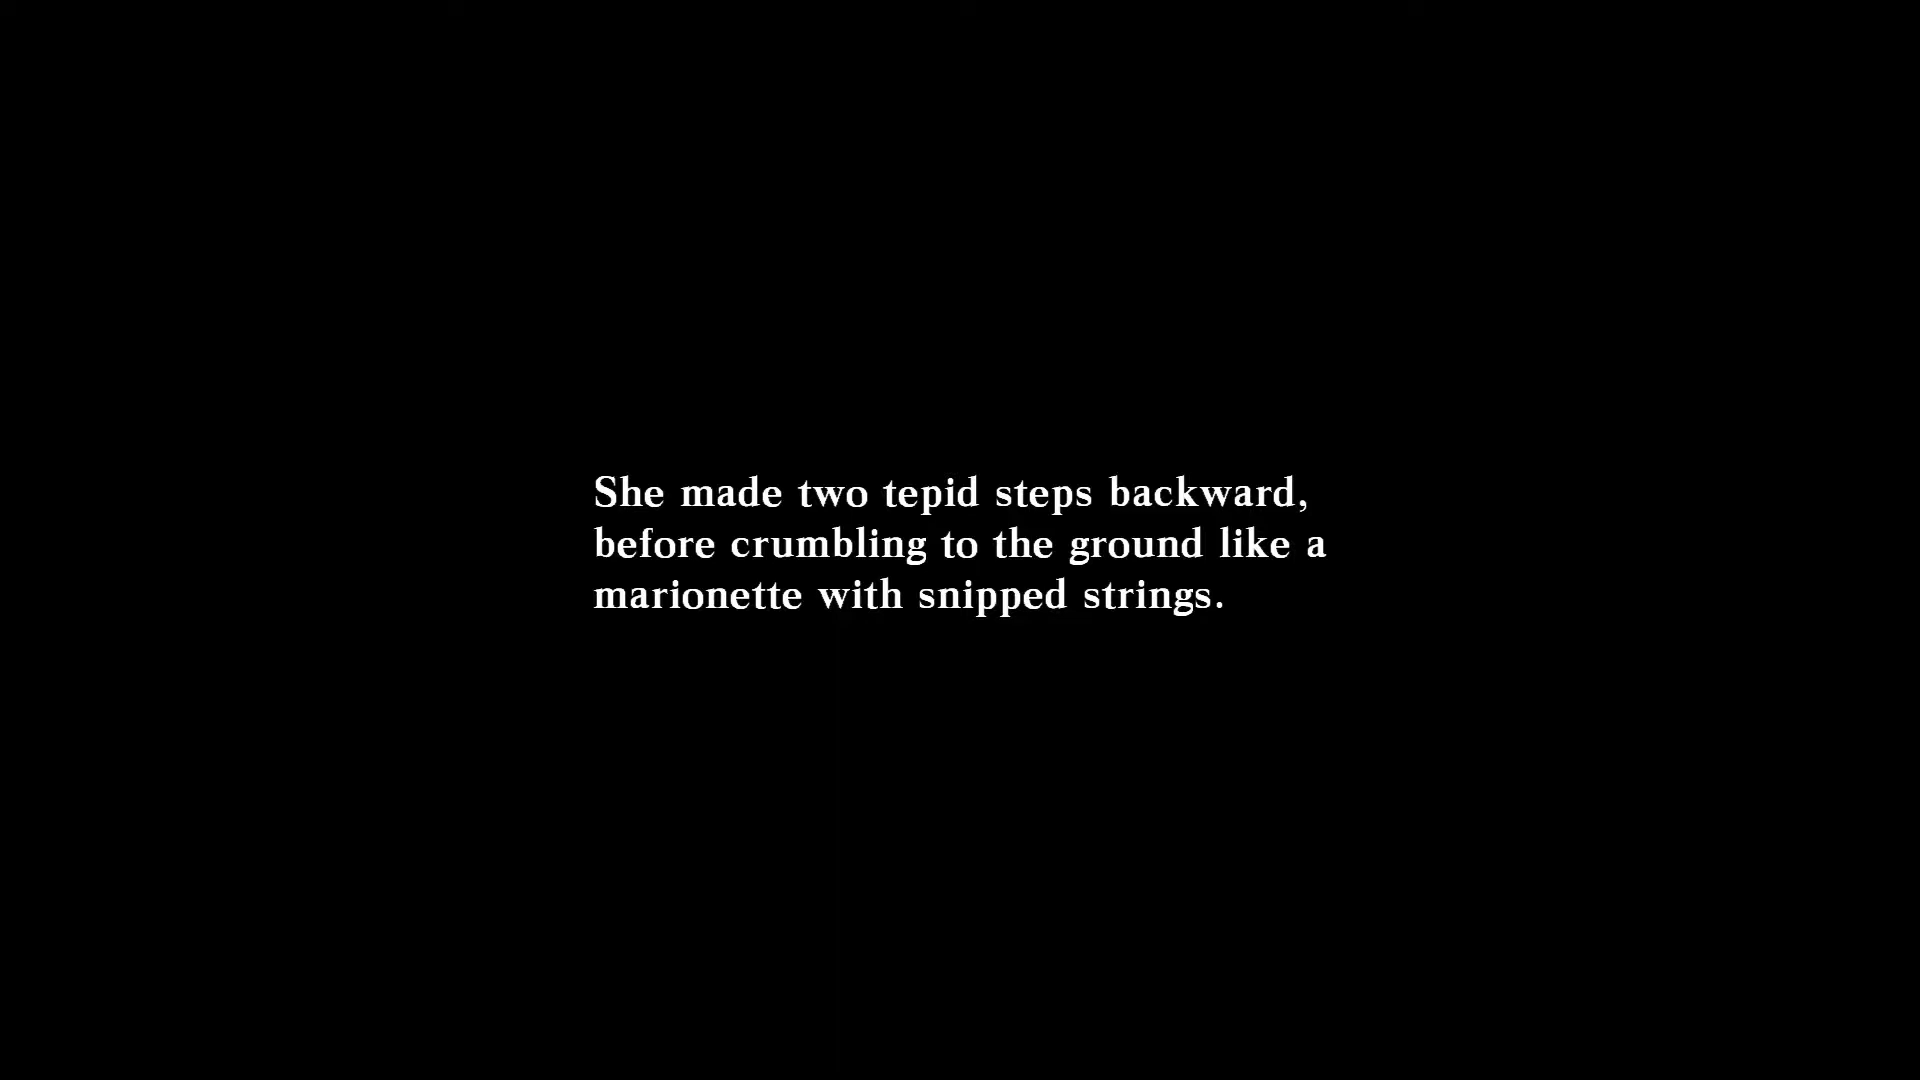 She made two tepid steps backward,
before crumbling to the ground like a
marionette with snipped strings.